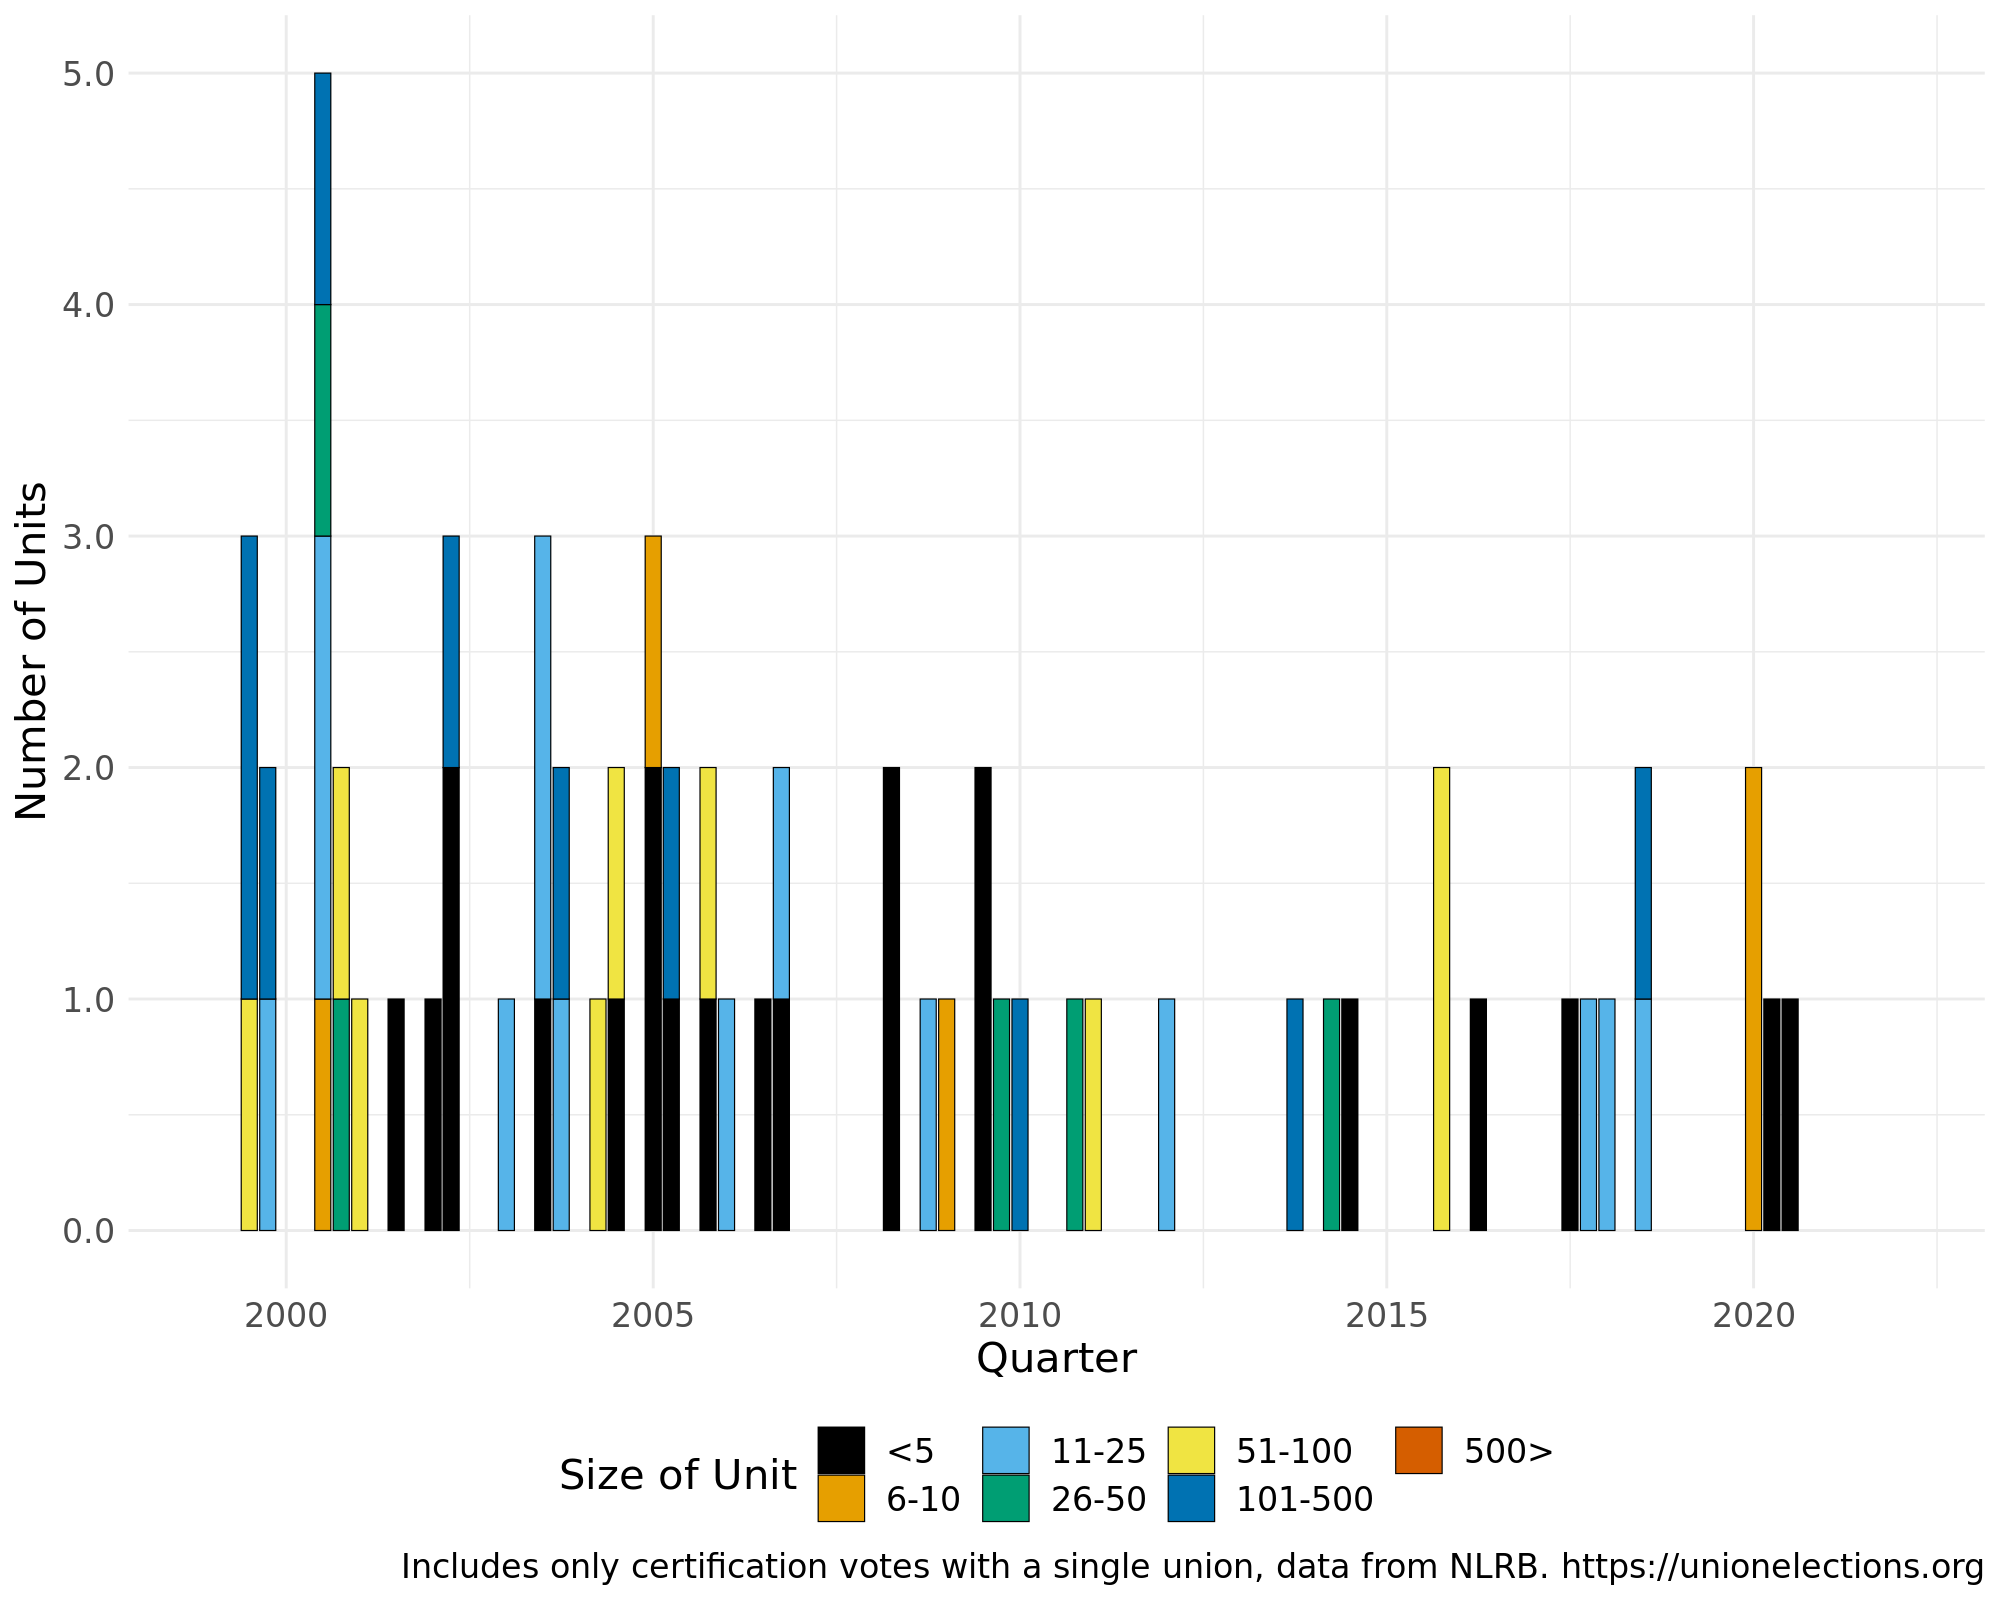 5.0
4.0
3.0
2.0
1.0
0.0
Number of Units
2000 2005 2010 2015 2020
Quarter
Size of Unit
<5 11-25 51-100 500>
6-10 26-50 101-500
Includes only certification votes with a single union, data from NLRB. https://unionelections.org